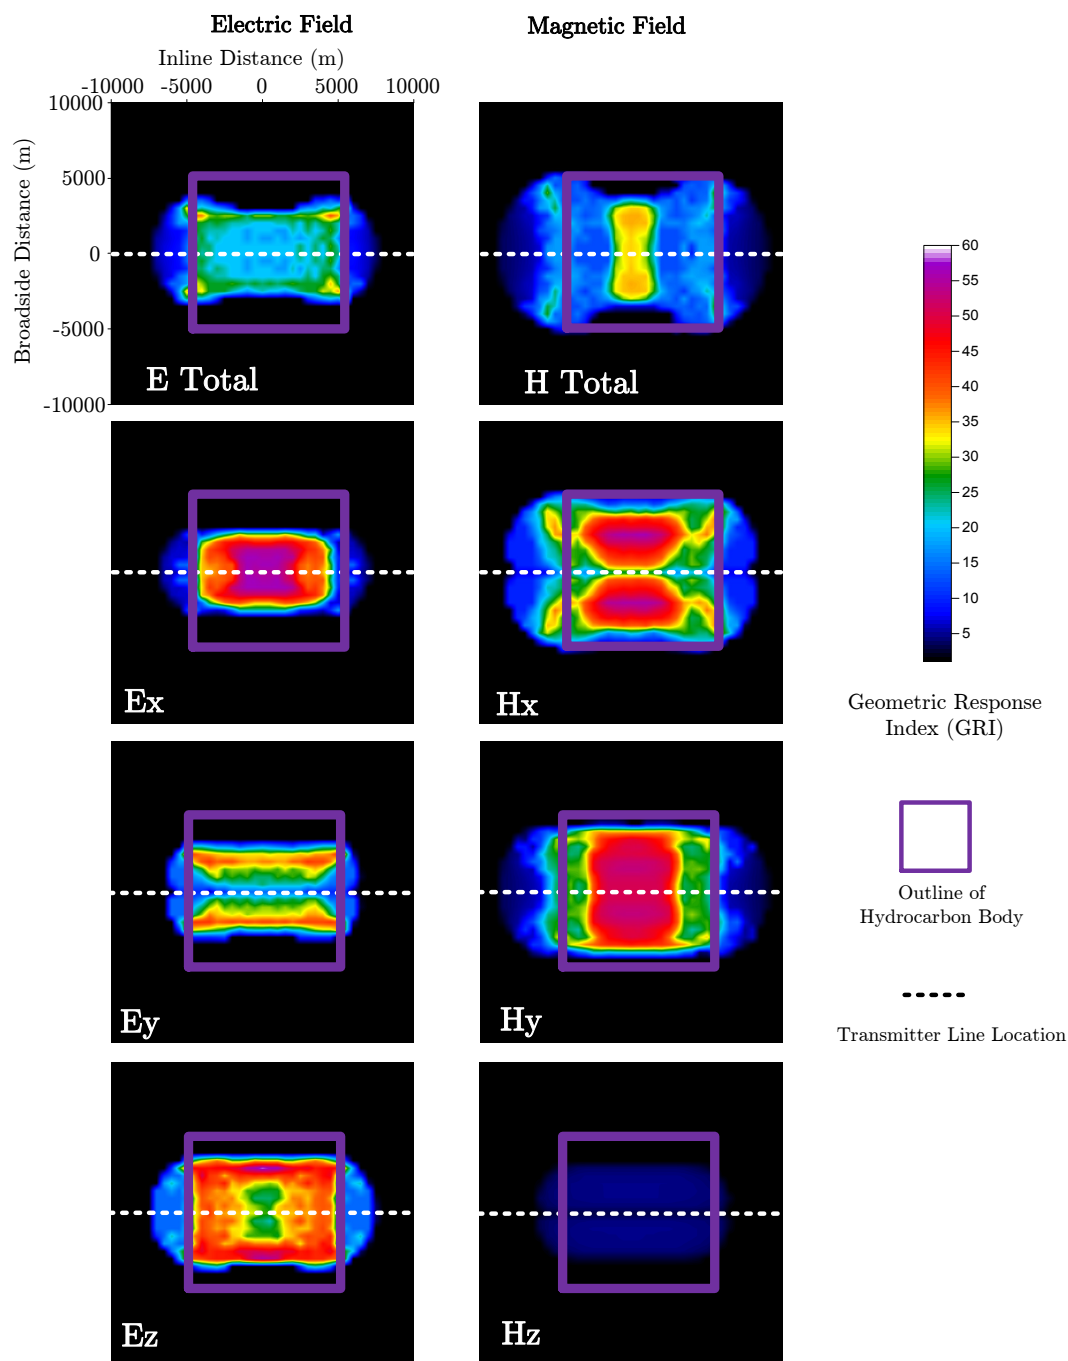 Electric Field
Magnetic Field
Inline Distance (m)
-10000 -5000 0 5000 10000
Broadside Distance (m)
10000
5000
0
-5000
-10000
E Total
H Total
Ex
Hx
Ey
Hy
Ez
Hz
60
55
50
45
40
35
30
25
20
15
10
5
Geometric Response
Index (GRI)
Outline of
Hydrocarbon Body
Transmitter Line Location